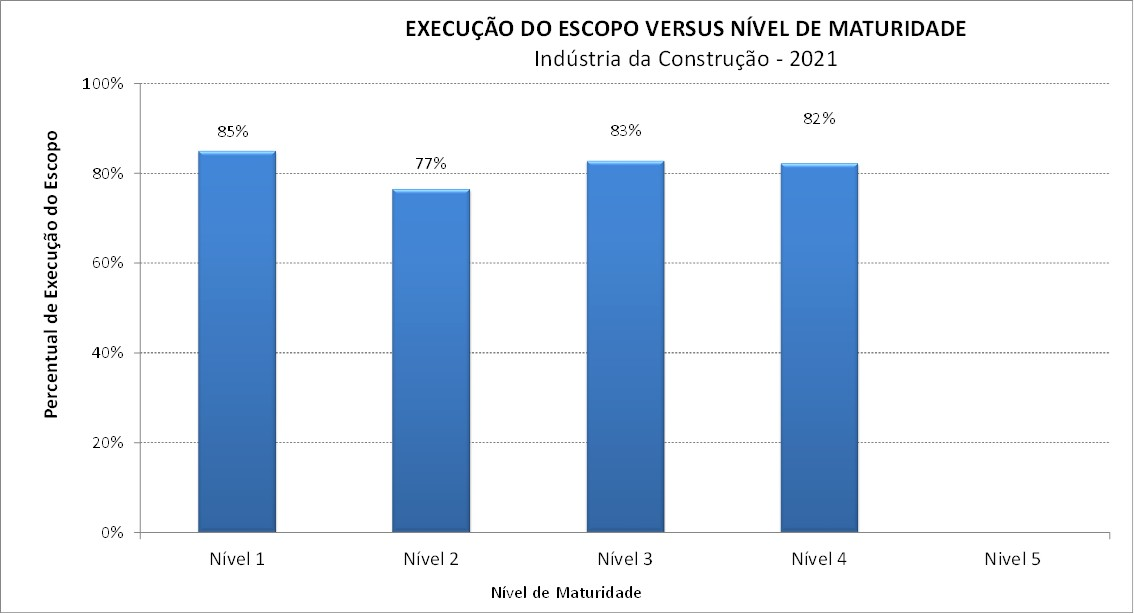 EXECUÇÃO DO ESCOPO VERSUS NÍVEL DE MATURIDADE
Indústria da Construção - 2021
Percentual de Execução do Escopo
100%
80%
60%
40%
20%
0%
85%
77%
83%
82%
Nível 1
Nível 2
Nível 3
Nível 4
Nivel 5
Nível de Maturidade